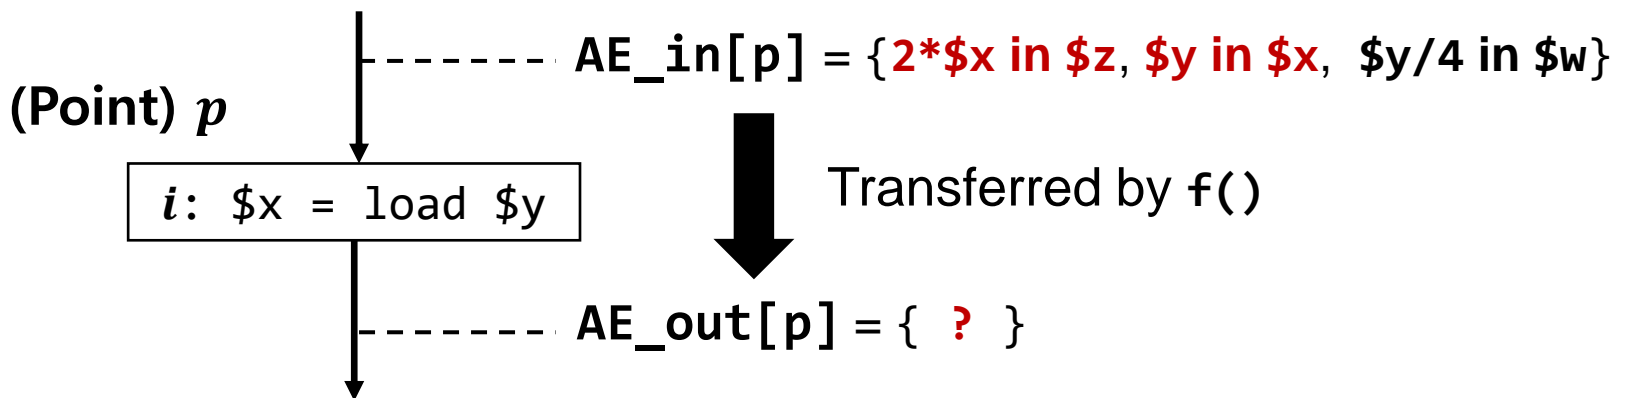 AE_in[p] = {2*$x in $z, $y in $x, $y/4 in $w}
(Point) p
i: $x = load $y
Transferred by f()
AE_out[p] = { ? }